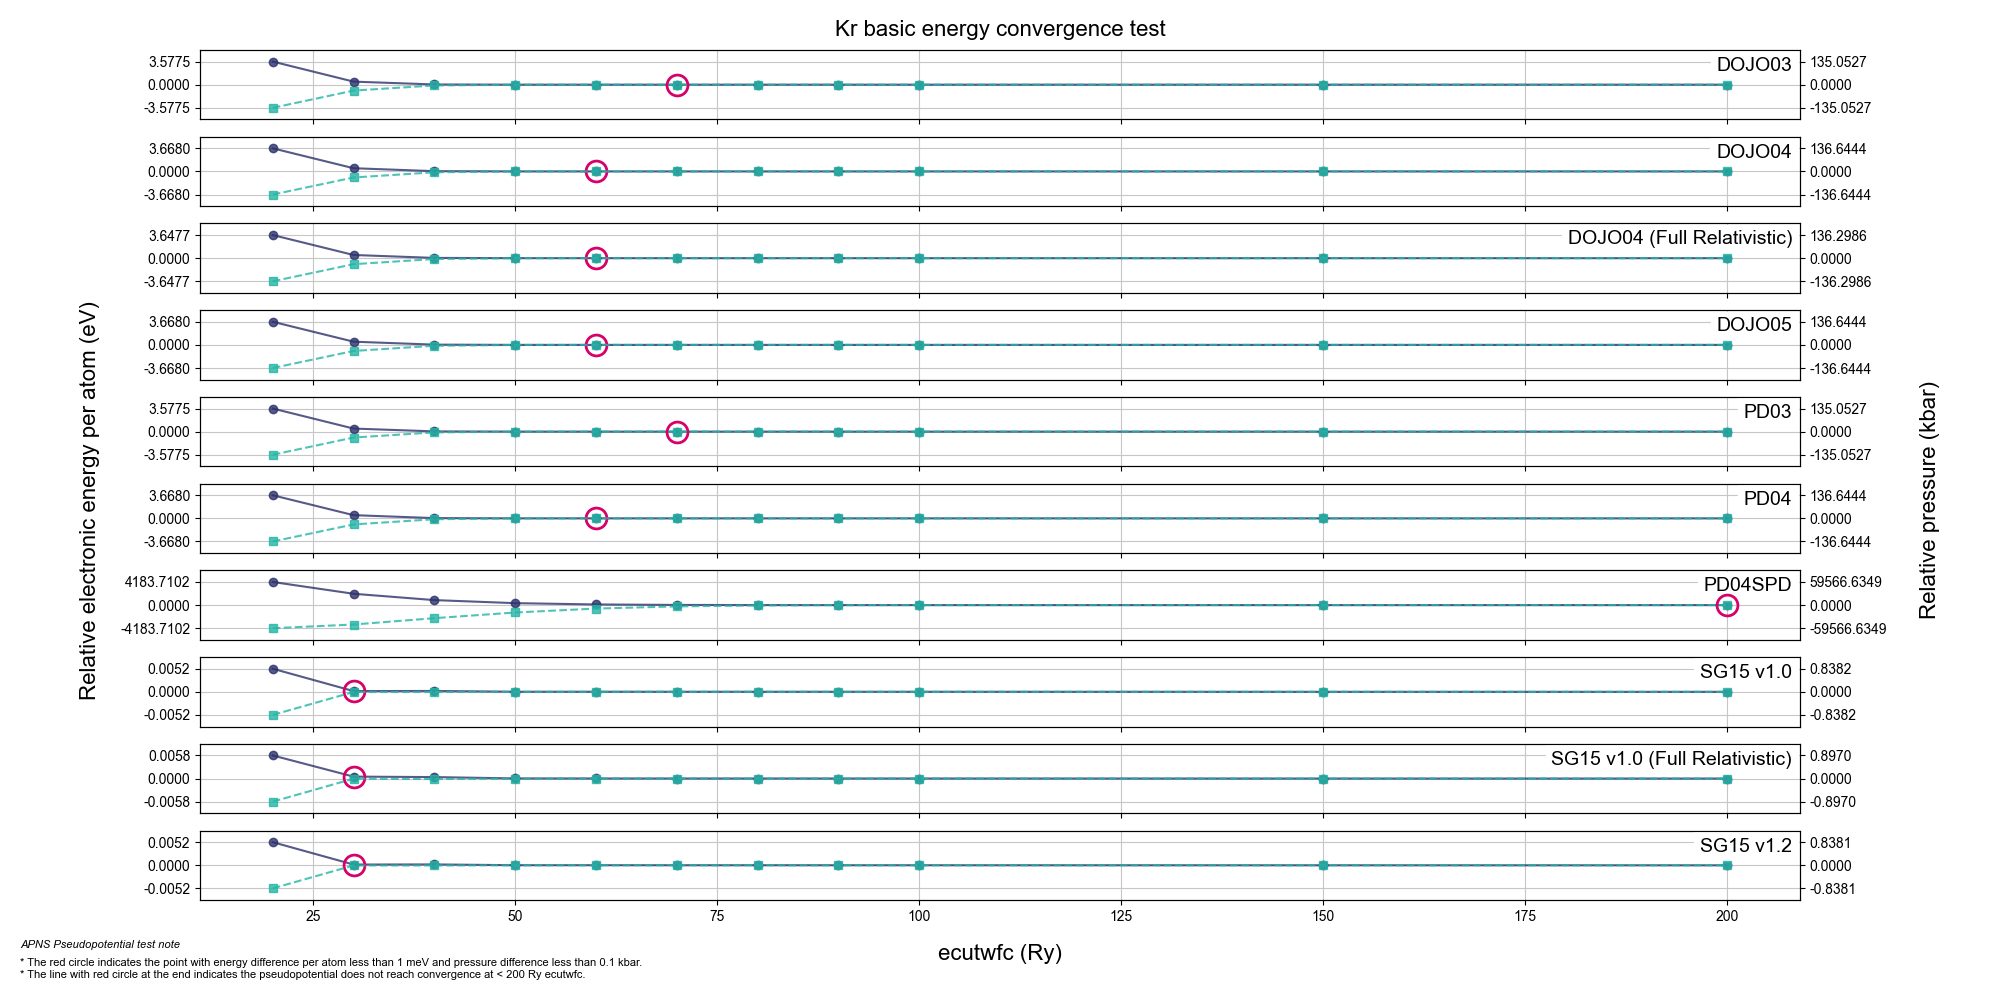 Kr basic energy convergence test
3.5775 DOJO03 135.0527
0.0000 0.0000
-3.5775 -135.0527
3.6680 DOJO04 136.6444
0.0000 0.0000
-3.6680 -136.6444
3.6477 DOJO04 (Full Relativistic) 136.2986
0.0000 0.0000
-3.6477 -136.2986
3.6680 DOJO05 136.6444
0.0000 0.0000
-3.6680 -136.6444
3.5775 PD03 135.0527
0.0000 0.0000
-3.5775 -135.0527
3.6680 PD04 136.6444
0.0000 0.0000
-3.6680 -136.6444
4183.7102 PD04SPD 59566.6349
0.0000 0.0000
-4183.7102 -59566.6349
0.0052 SG15 v1.0 0.8382
0.0000 0.0000
-0.0052 -0.8382
0.0058 SG15 v1.0 (Full Relativistic) 0.8970
0.0000 0.0000
-0.0058 -0.8970
0.0052 SG15 v1.2 0.8381
0.0000 0.0000
-0.0052 -0.8381
25 50 75 100 125 150 175 200
Relative electronic energy per atom (eV)
Relative pressure (kbar)
ecutwfc (Ry)
APNS Pseudopotential test note
* The red circle indicates the point with energy difference per atom less than 1 meV and pressure difference less than 0.1 kbar.
* The line with red circle at the end indicates the pseudopotential does not reach convergence at < 200 Ry ecutwfc.